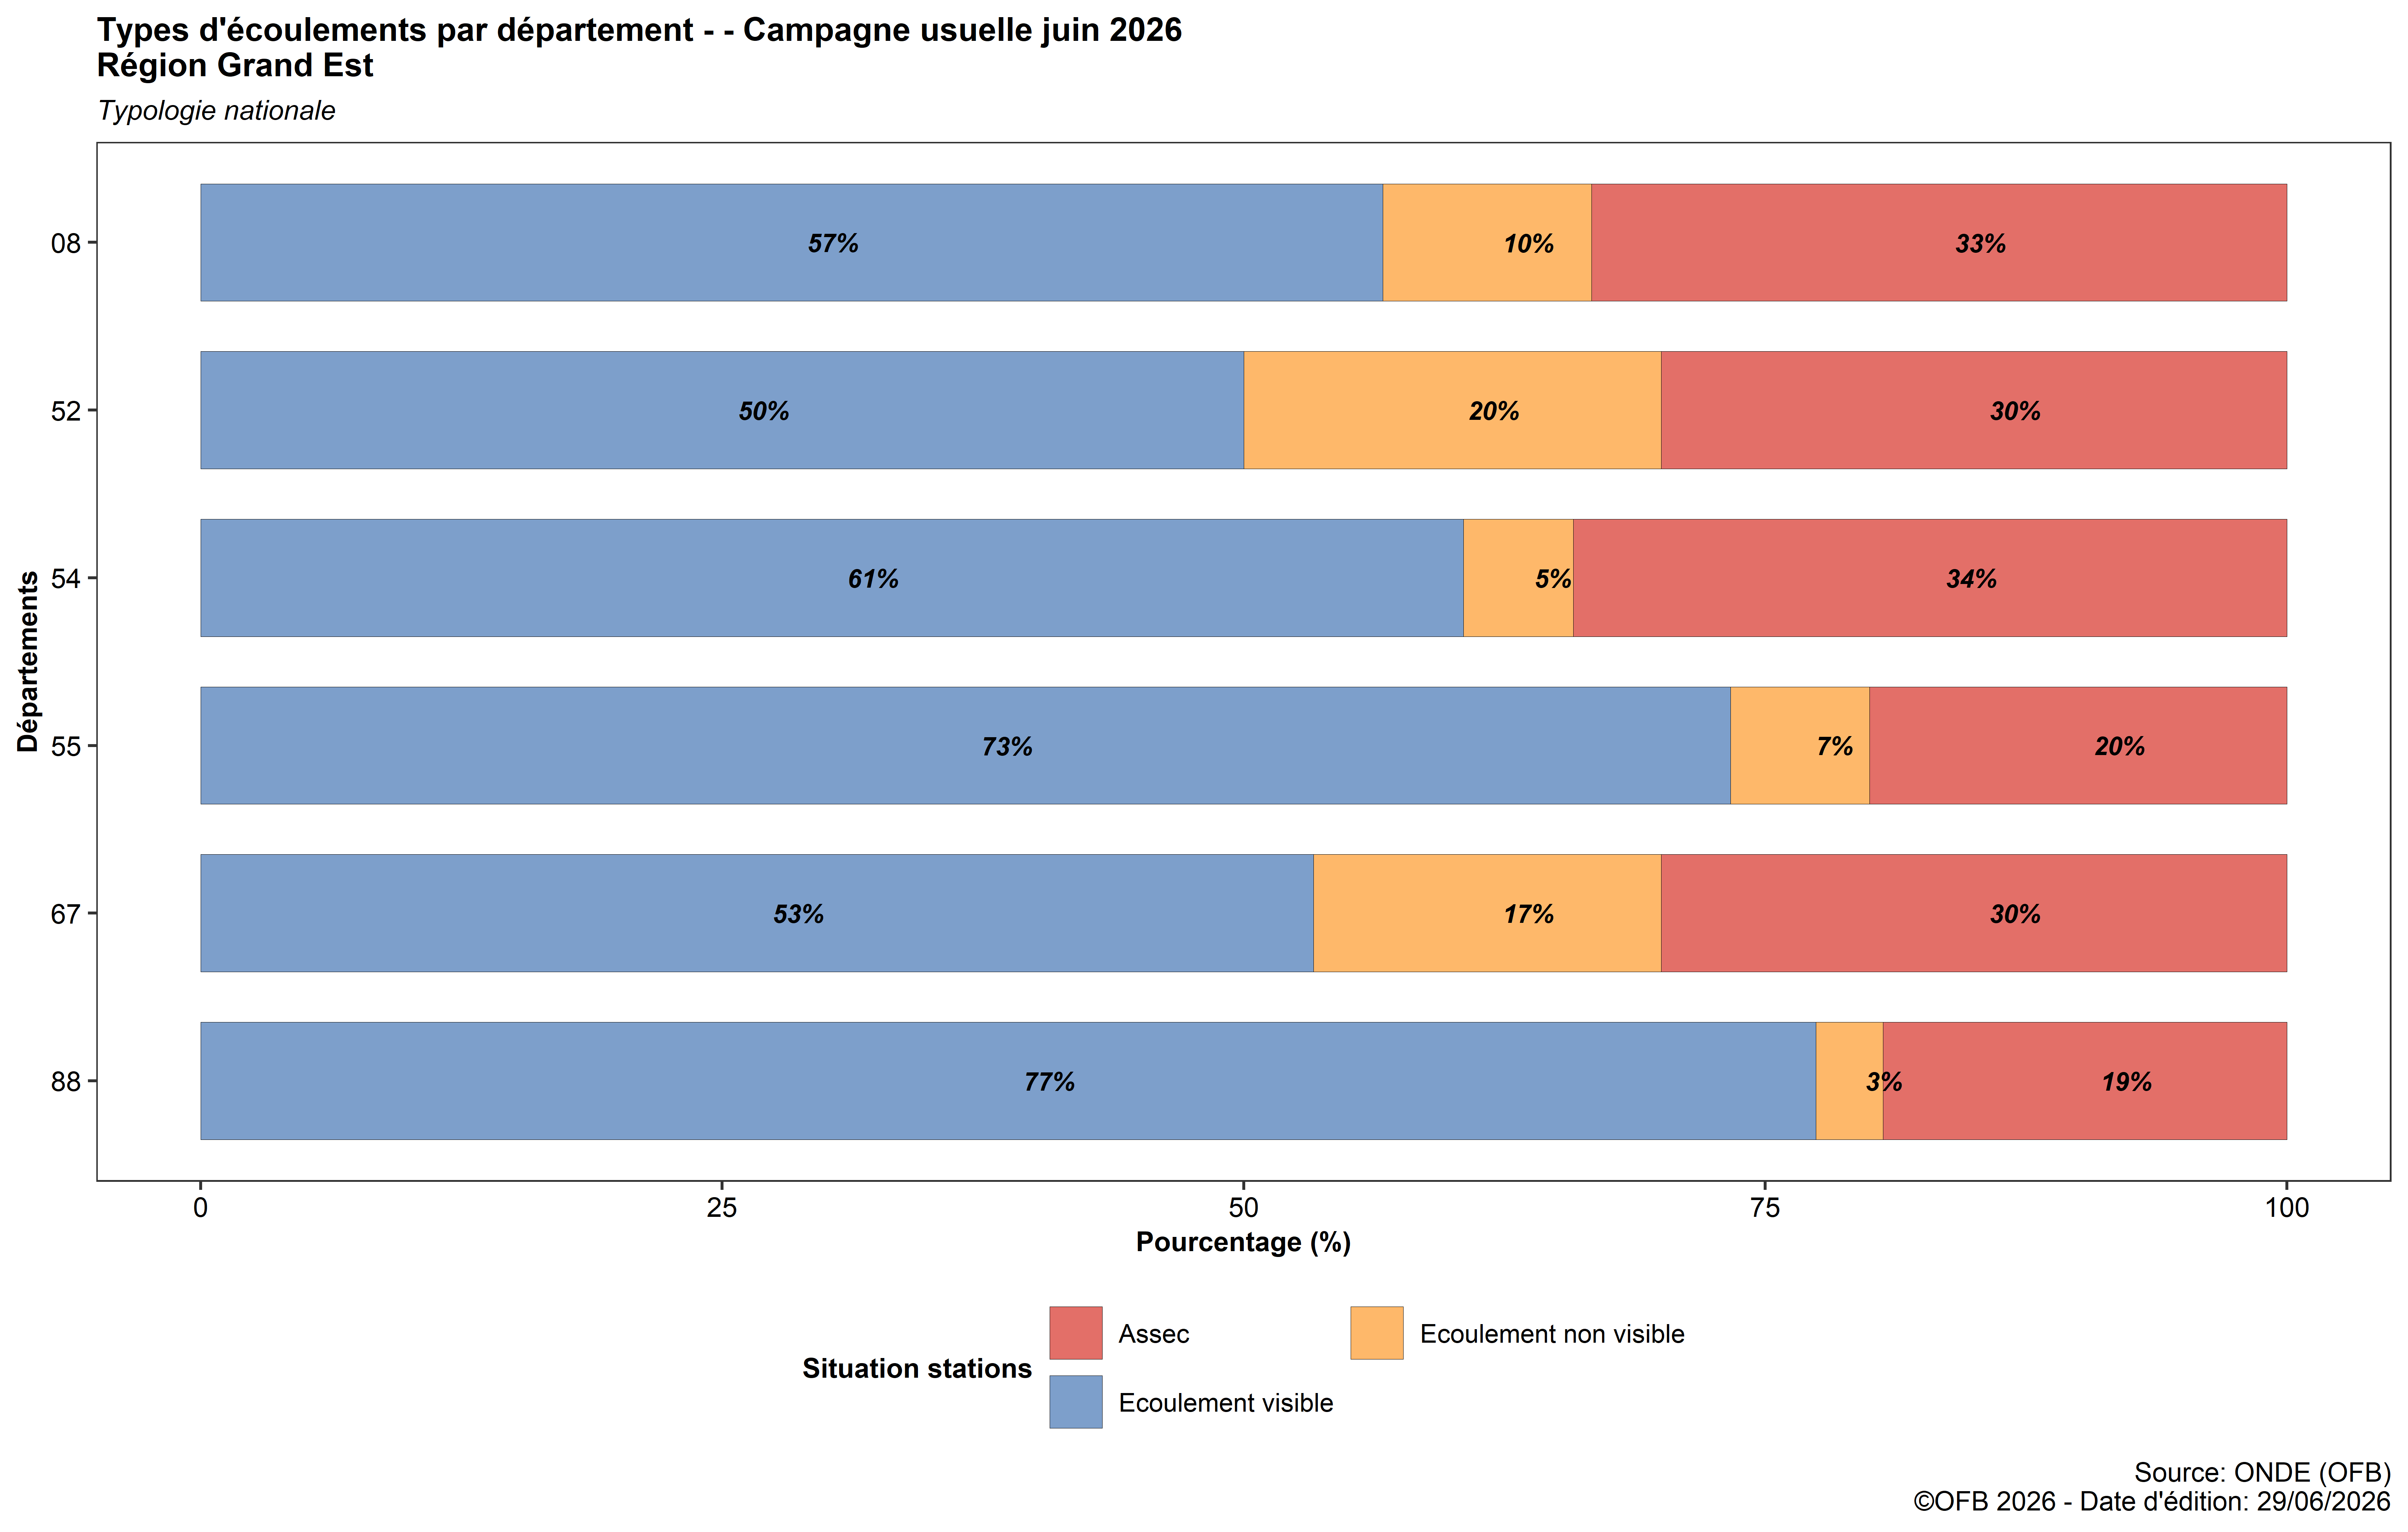 Types d'écoulements par département - - Campagne usuelle juin 2026
Région Grand Est
Typologie nationale
Départements
08
57%
10%
33%
52
50%
20%
30%
54
61%
5%
34%
55
73%
7%
20%
67
53%
17%
30%
88
77%
3%
19%
0
25
50
75
100
Pourcentage (%)
Situation stations
Assec
Ecoulement non visible
Ecoulement visible
Source: ONDE (OFB)
©OFB 2026 - Date d'édition: 29/06/2026